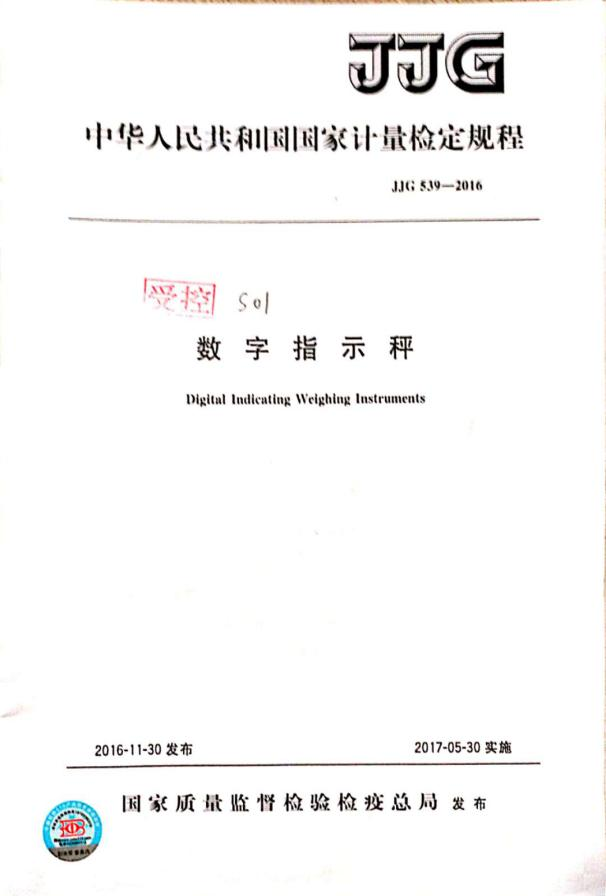 JJG
中华人民共和国国家计量检定规程
JJG 539—2016
受控 S01
数字指示秤
Digital Indicating Weighing Instruments
2016-11-30 发布
2017-05-30 实施
国家质量监督检验检疫总局 发布